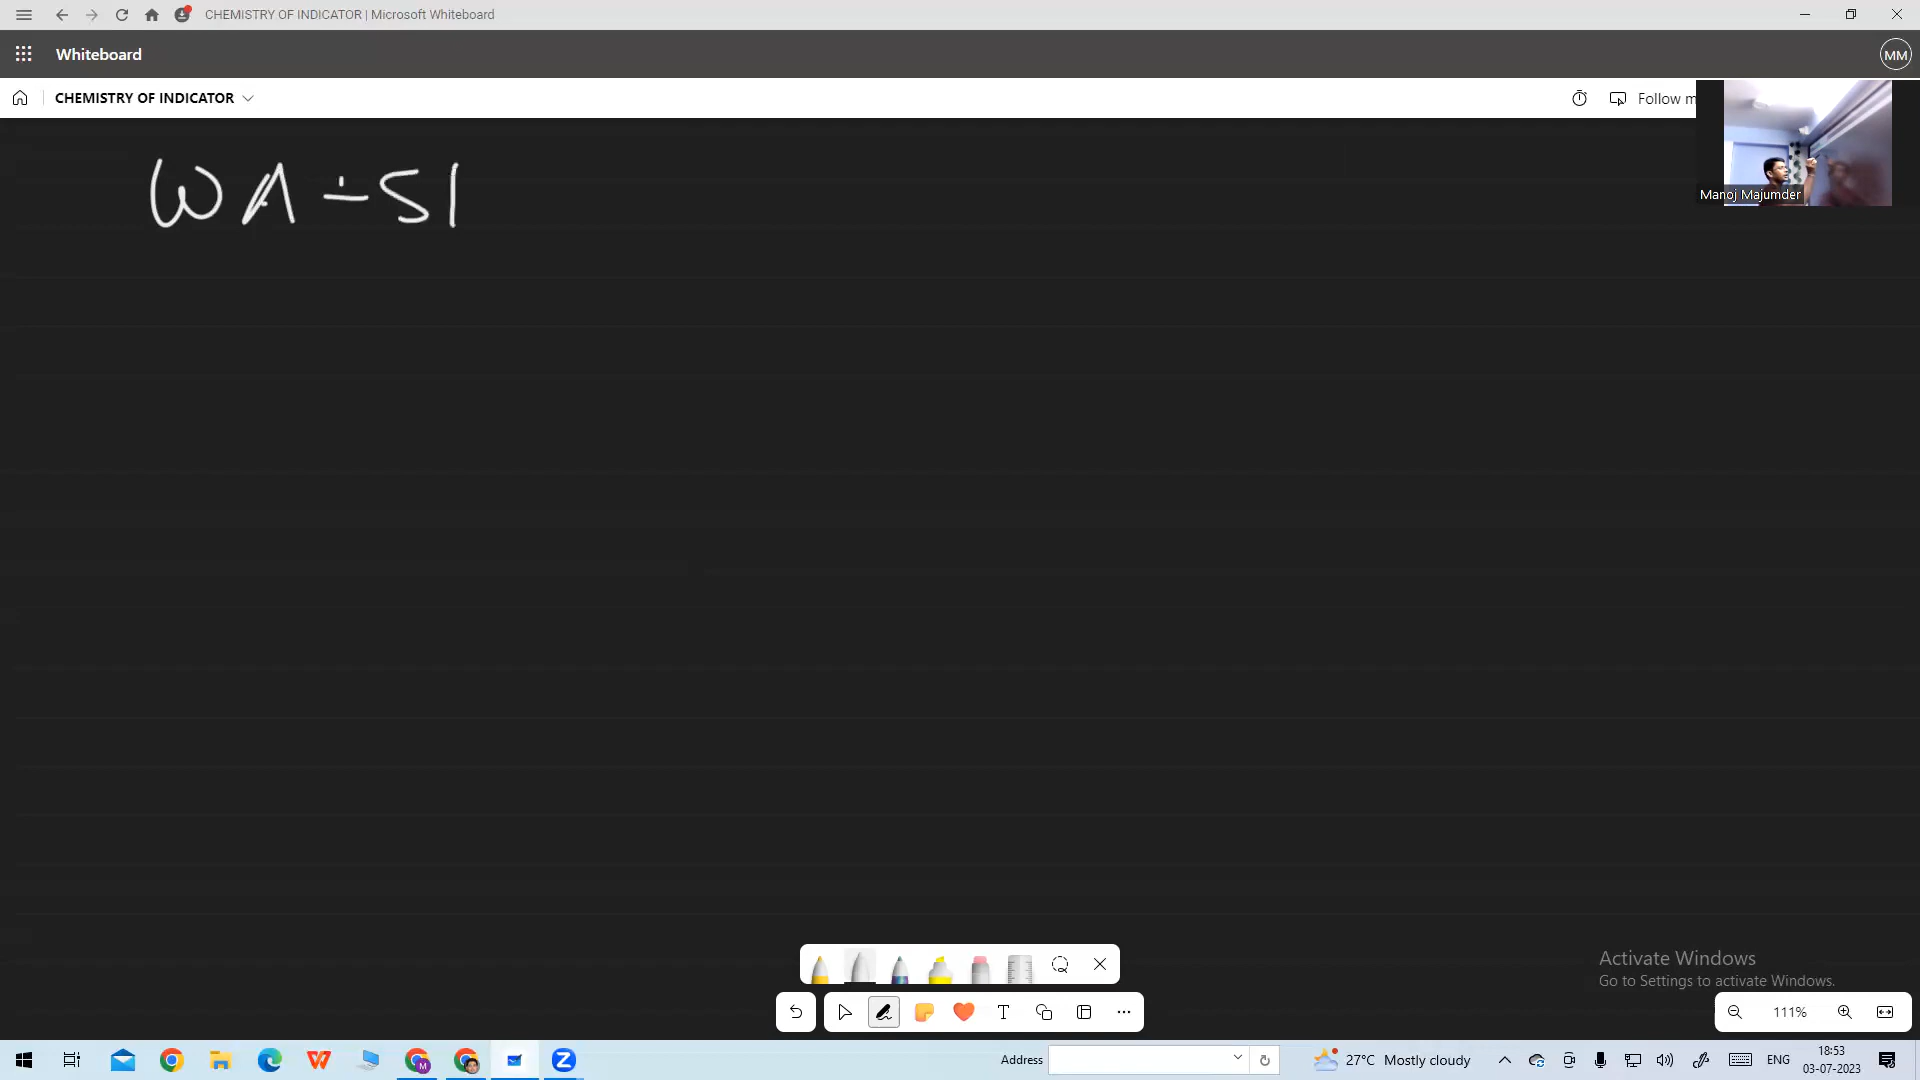 CHEMISTRY OF INDICATOR | Microsoft Whiteboard
Whiteboard
MM
CHEMISTRY OF INDICATOR
Follow m
Manoj Majumder
WA ÷ S I
Activate Windows
Go to Settings to activate Windows.
111%
Address
27°C Mostly cloudy
ENG
18:53
03-07-2023